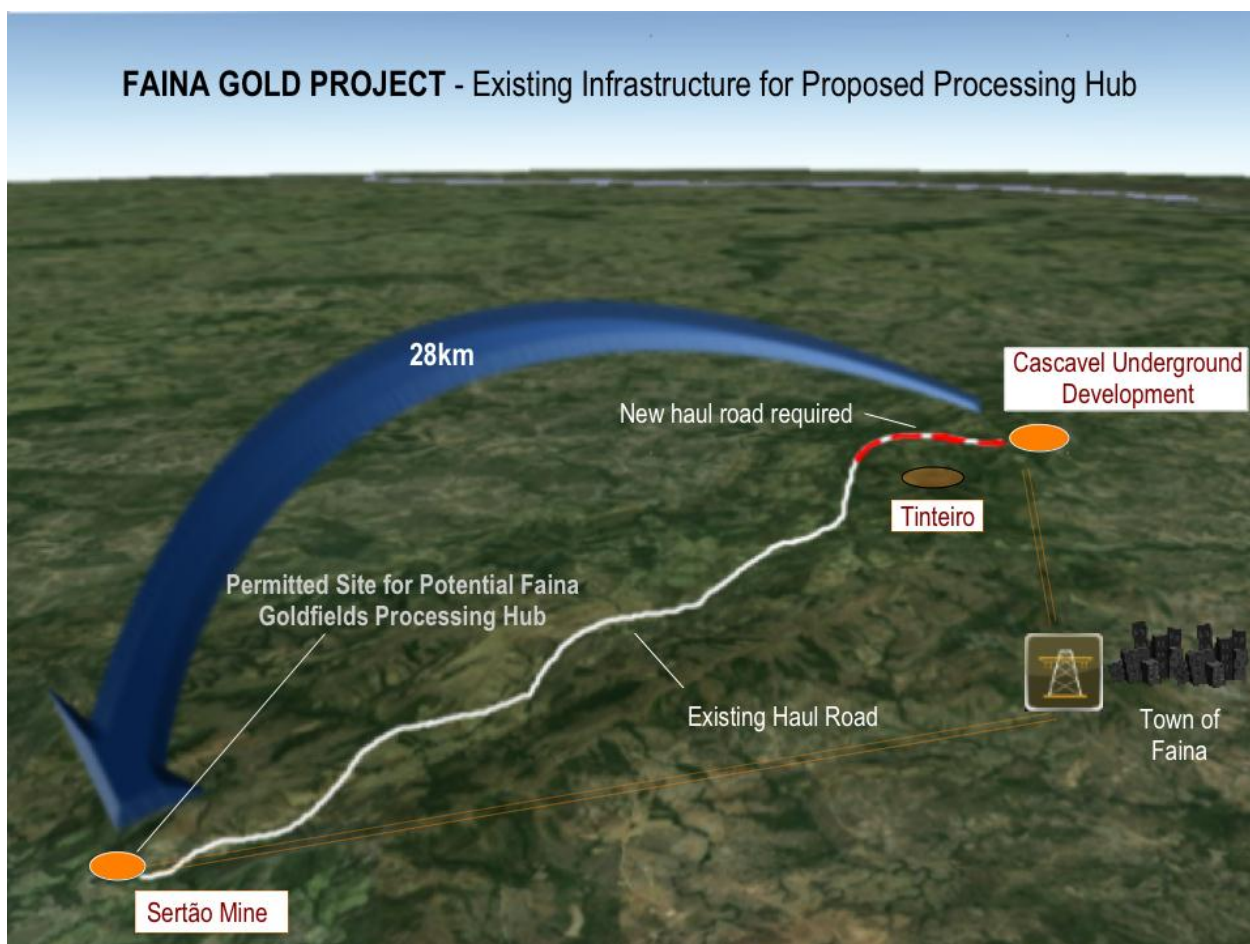 FAINA GOLD PROJECT - Existing Infrastructure for Proposed Processing Hub
28km
Cascavel Underground
Development
New haul road required
Tinteiro
Permitted Site for Potential Faina
Goldfields Processing Hub
Existing Haul Road
Town of
Faina
Sertão Mine